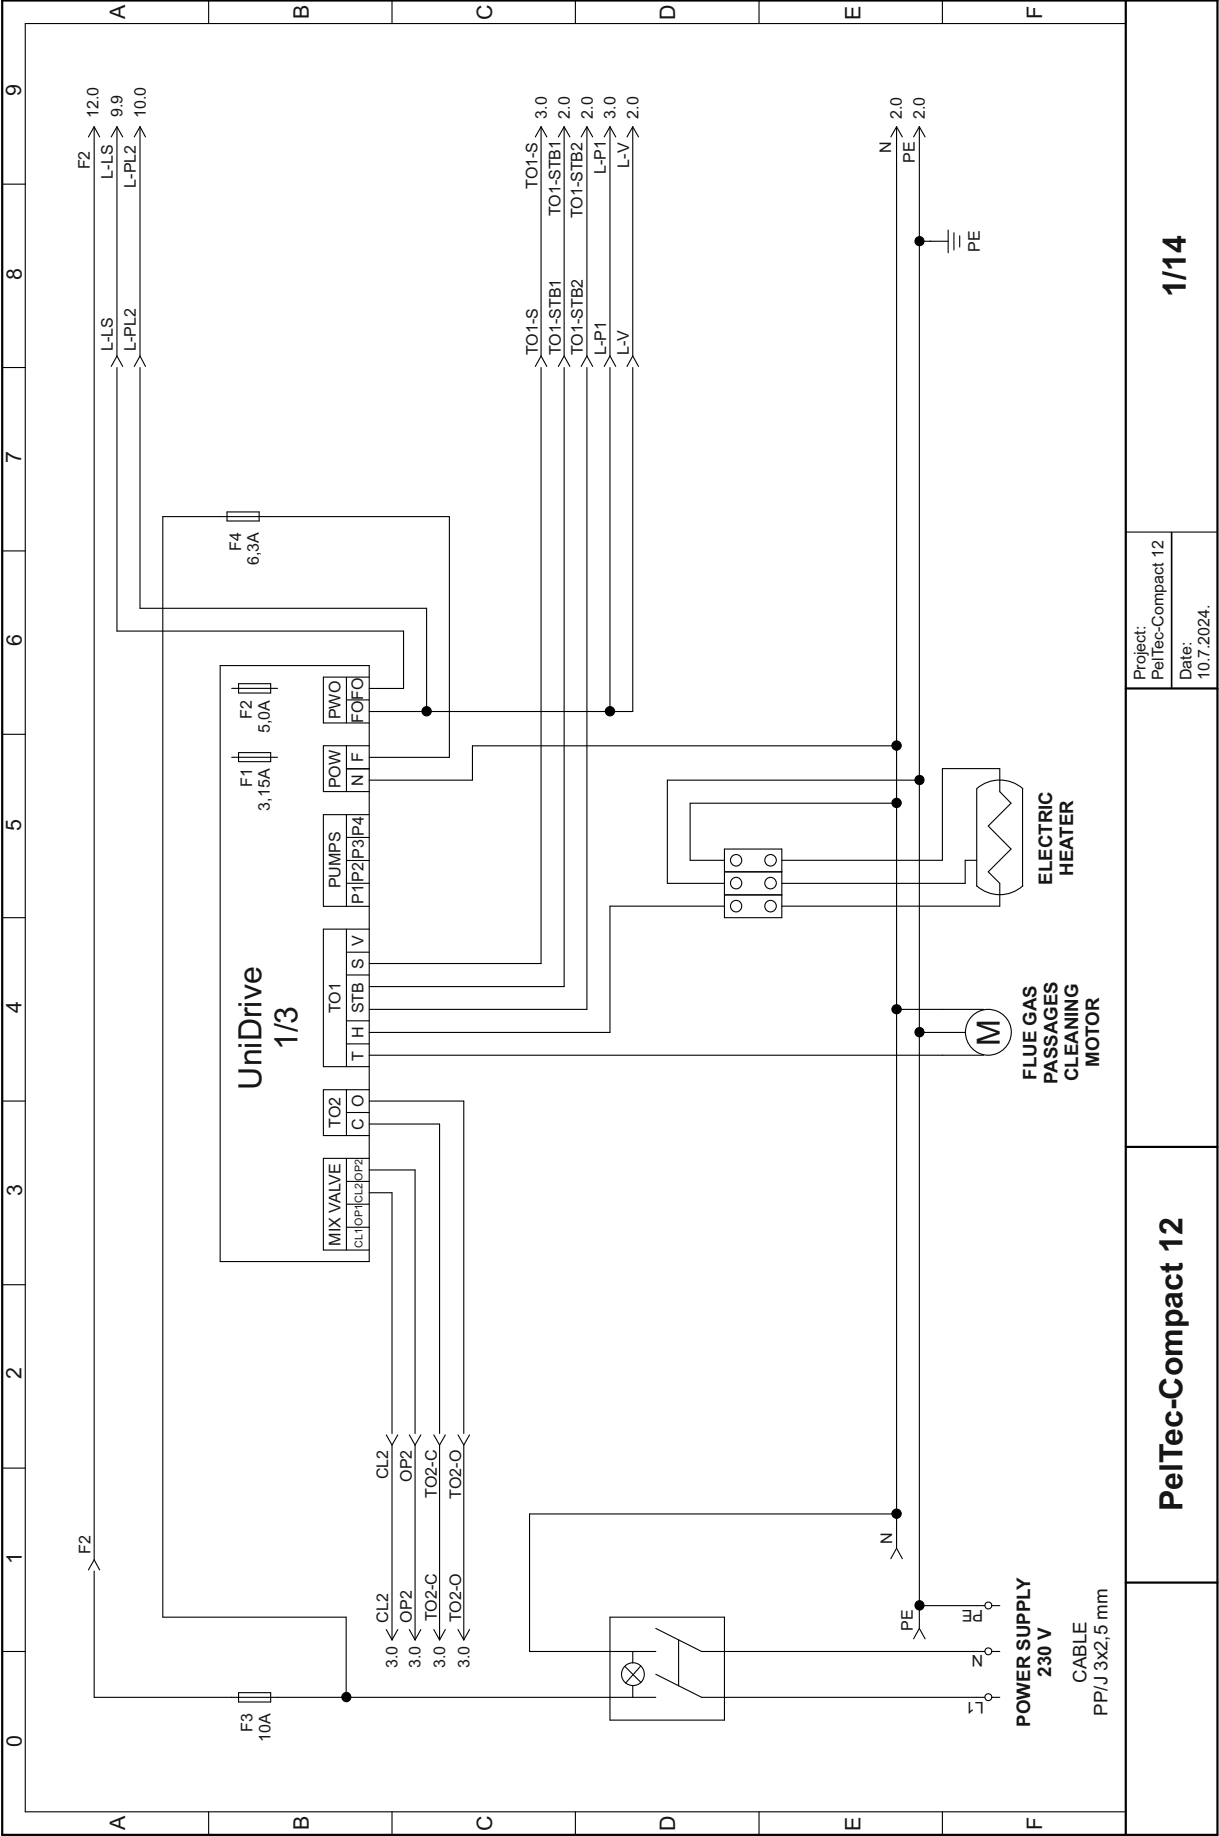 0 1 2 3 4 5 6 7 8 9
A
B
C
D
E
F
A
B
C
D
E
F
F2
F2
12.0
L-LS
L-LS
9.9
L-PL2
L-PL2
10.0
F3
10A
F4
6,3A
UniDrive
1/3
F1
3,15A
F2
5,0A
MIX VALVE
CL1 OP1 CL2 OP2
TO2
C O
TO1
T H STB S V
PUMPS
P1 P2 P3 P4
POW
N F
PWO
FO FO
3.0 CL2 CL2
3.0 OP2 OP2
3.0 TO2-C TO2-C
3.0 TO2-O TO2-O
TO1-S TO1-S 3.0
TO1-STB1 TO1-STB1 2.0
TO1-STB2 TO1-STB2 2.0
L-P1 L-P1 3.0
L-V L-V 2.0
N N 2.0
PE PE 2.0
PE
L1 N PE
POWER SUPPLY
230 V
CABLE
PP/J 3x2,5 mm
M
FLUE GAS
PASSAGES
CLEANING
MOTOR
ELECTRIC
HEATER
PelTec-Compact 12
Project:
PelTec-Compact 12
Date:
10.7.2024.
1/14